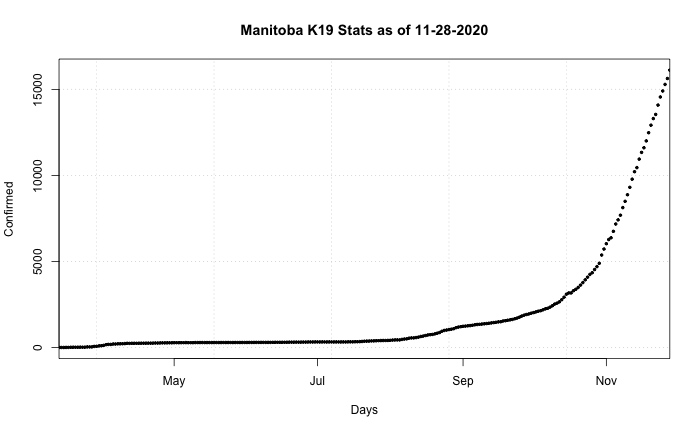 Manitoba K19 Stats as of 11-28-2020
15000
10000
5000
0
Confirmed
May Jul Sep Nov
Days